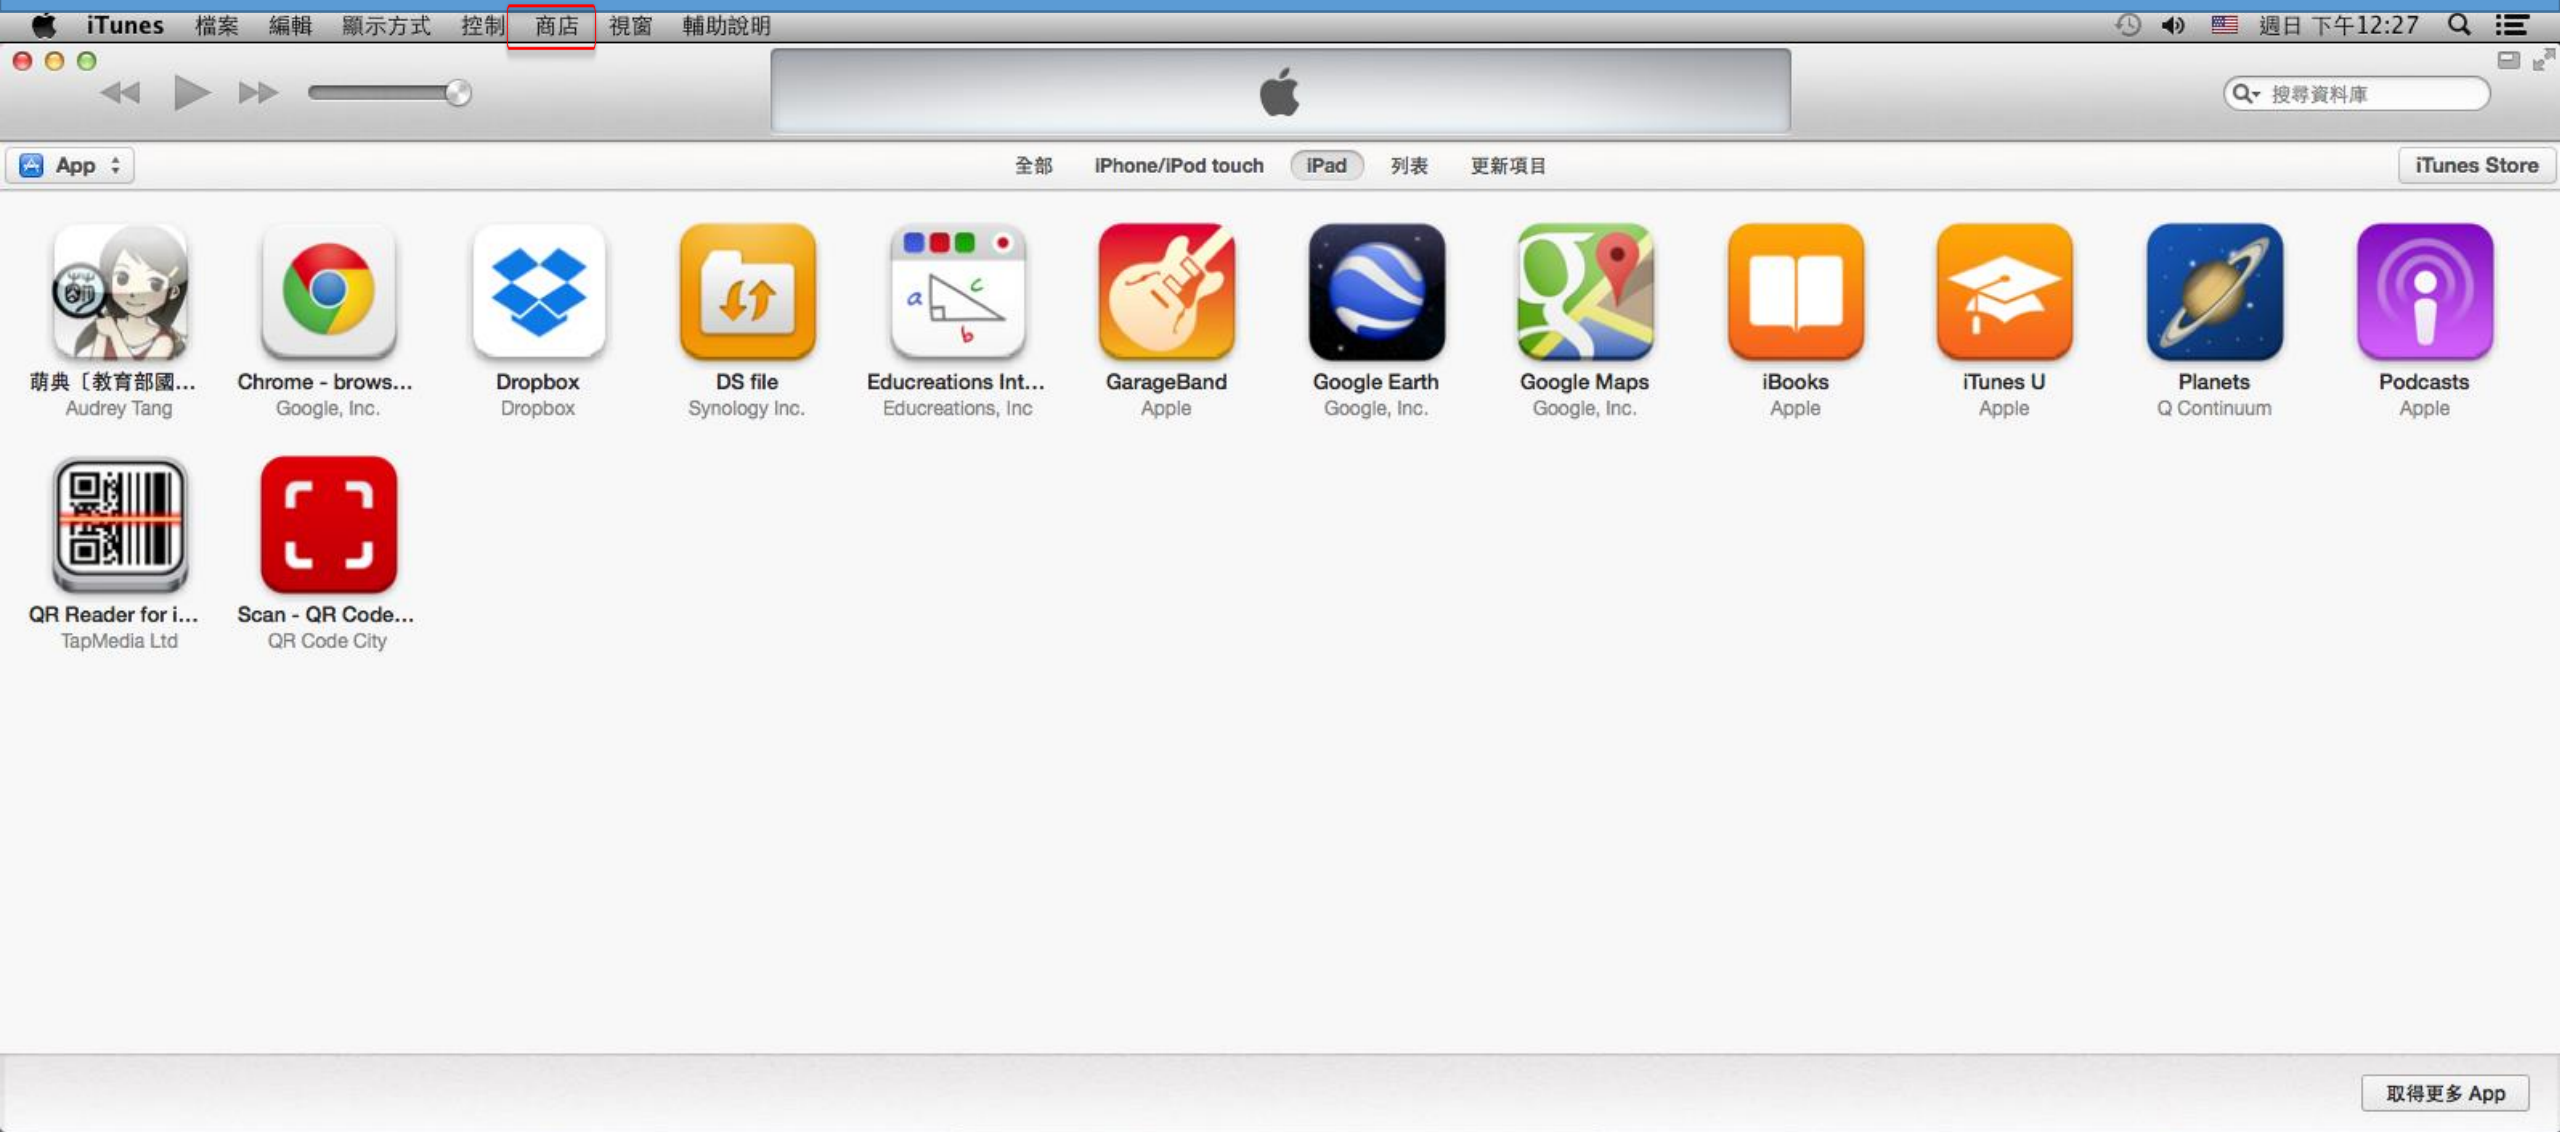 iTunes 檔案 編輯 顯示方式 控制 商店 視窗 輔助說明 週日 下午12:27
搜尋資料庫
App 全部 iPhone/iPod touch iPad 列表 更新項目 iTunes Store
a c b
萌典〔教育部國... Chrome - brows... Dropbox DS file Educreations Int... GarageBand Google Earth Google Maps iBooks iTunes U Planets Podcasts
Audrey Tang Google, Inc. Dropbox Synology Inc. Educreations, Inc Apple Google, Inc. Google, Inc. Apple Apple Q Continuum Apple
QR Reader for i... Scan - QR Code...
TapMedia Ltd QR Code City
取得更多 App